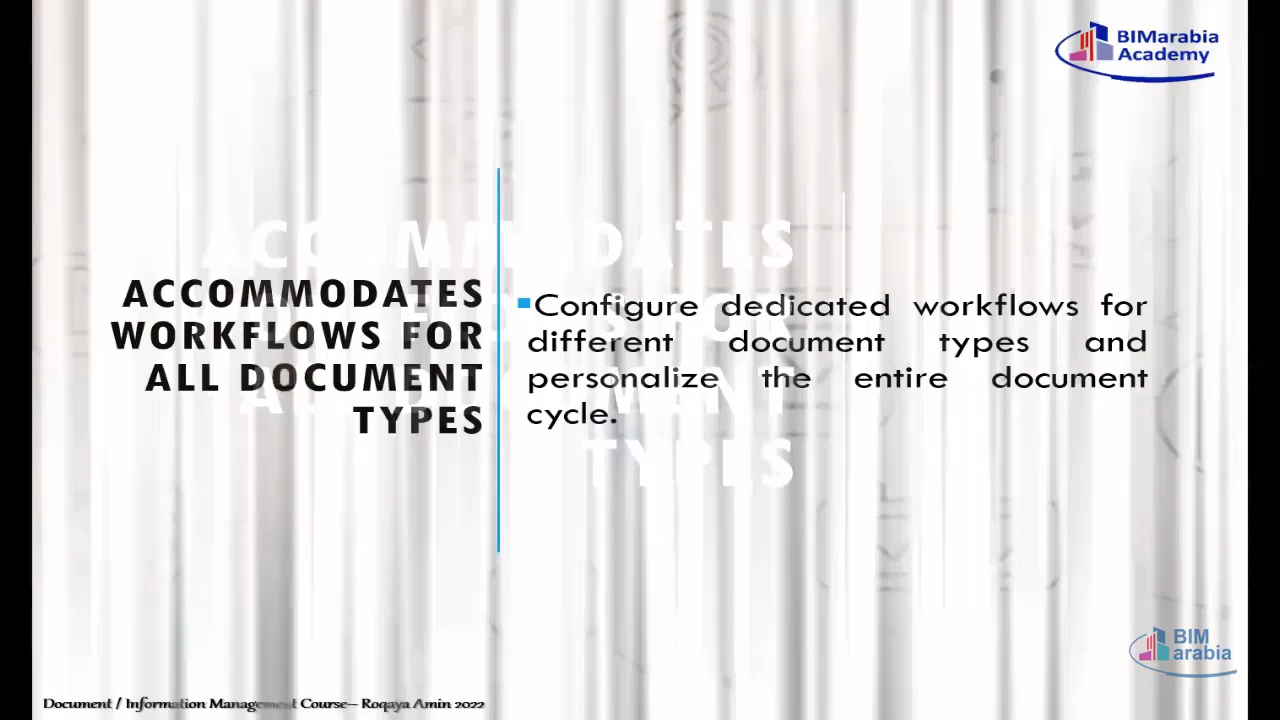 BIMarabia
Academy
ACCOMMODATES
WORKFLOWS FOR
ALL DOCUMENT
TYPES
▪Configure dedicated workflows for
different document types and
personalize the entire document
cycle.
BIM
arabia
Document / Information Management Course– Roqaya Amin 2022